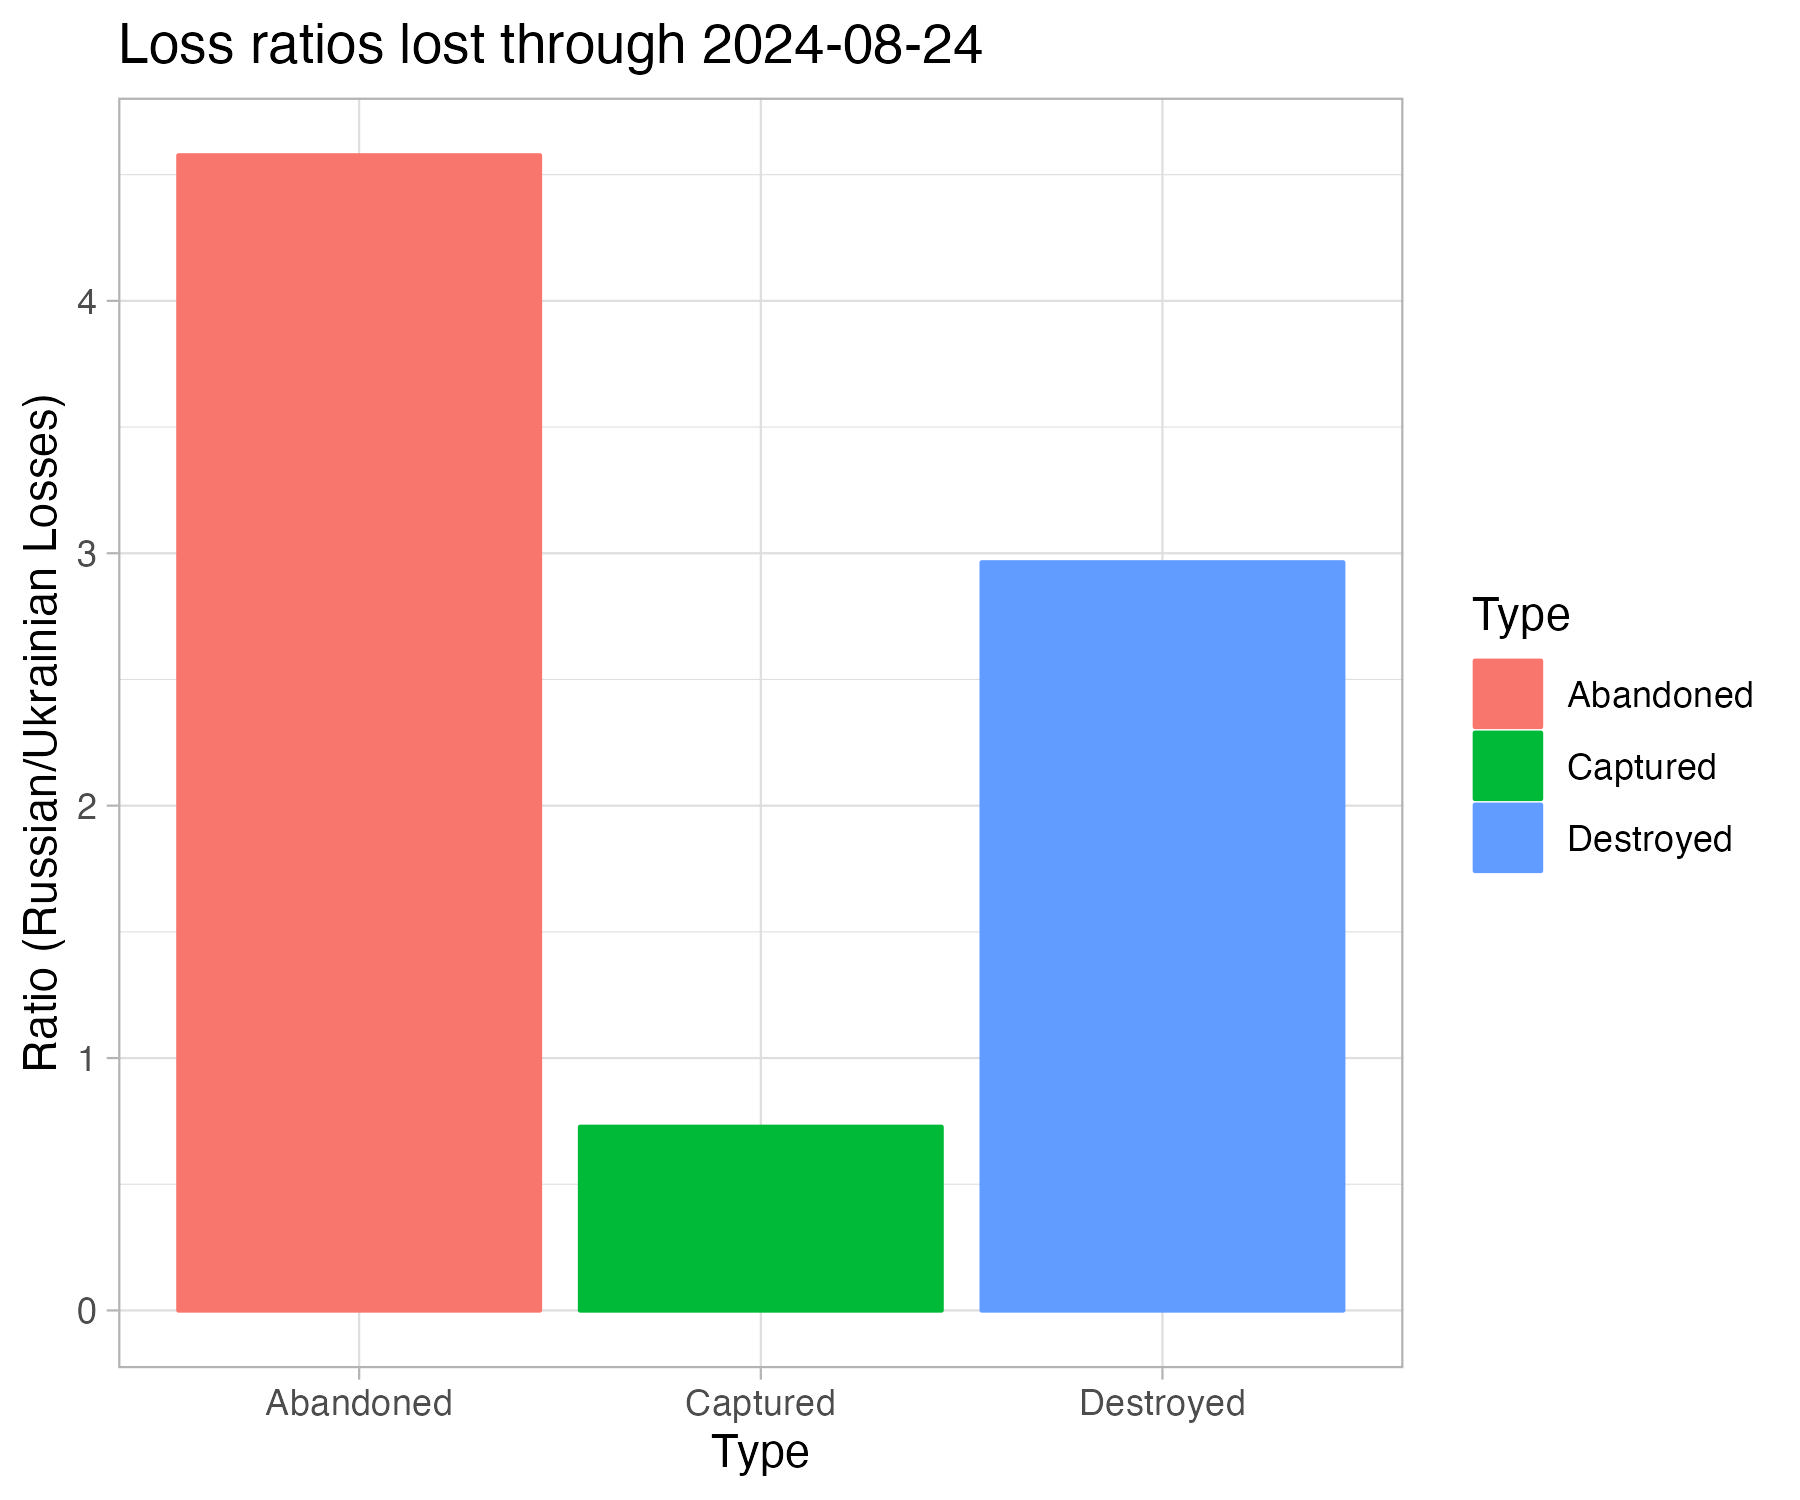 Loss ratios lost through 2024-08-24
Ratio (Russian/Ukrainian Losses)
4
3
2
1
0
Abandoned
Captured
Destroyed
Type
Type
Abandoned
Captured
Destroyed